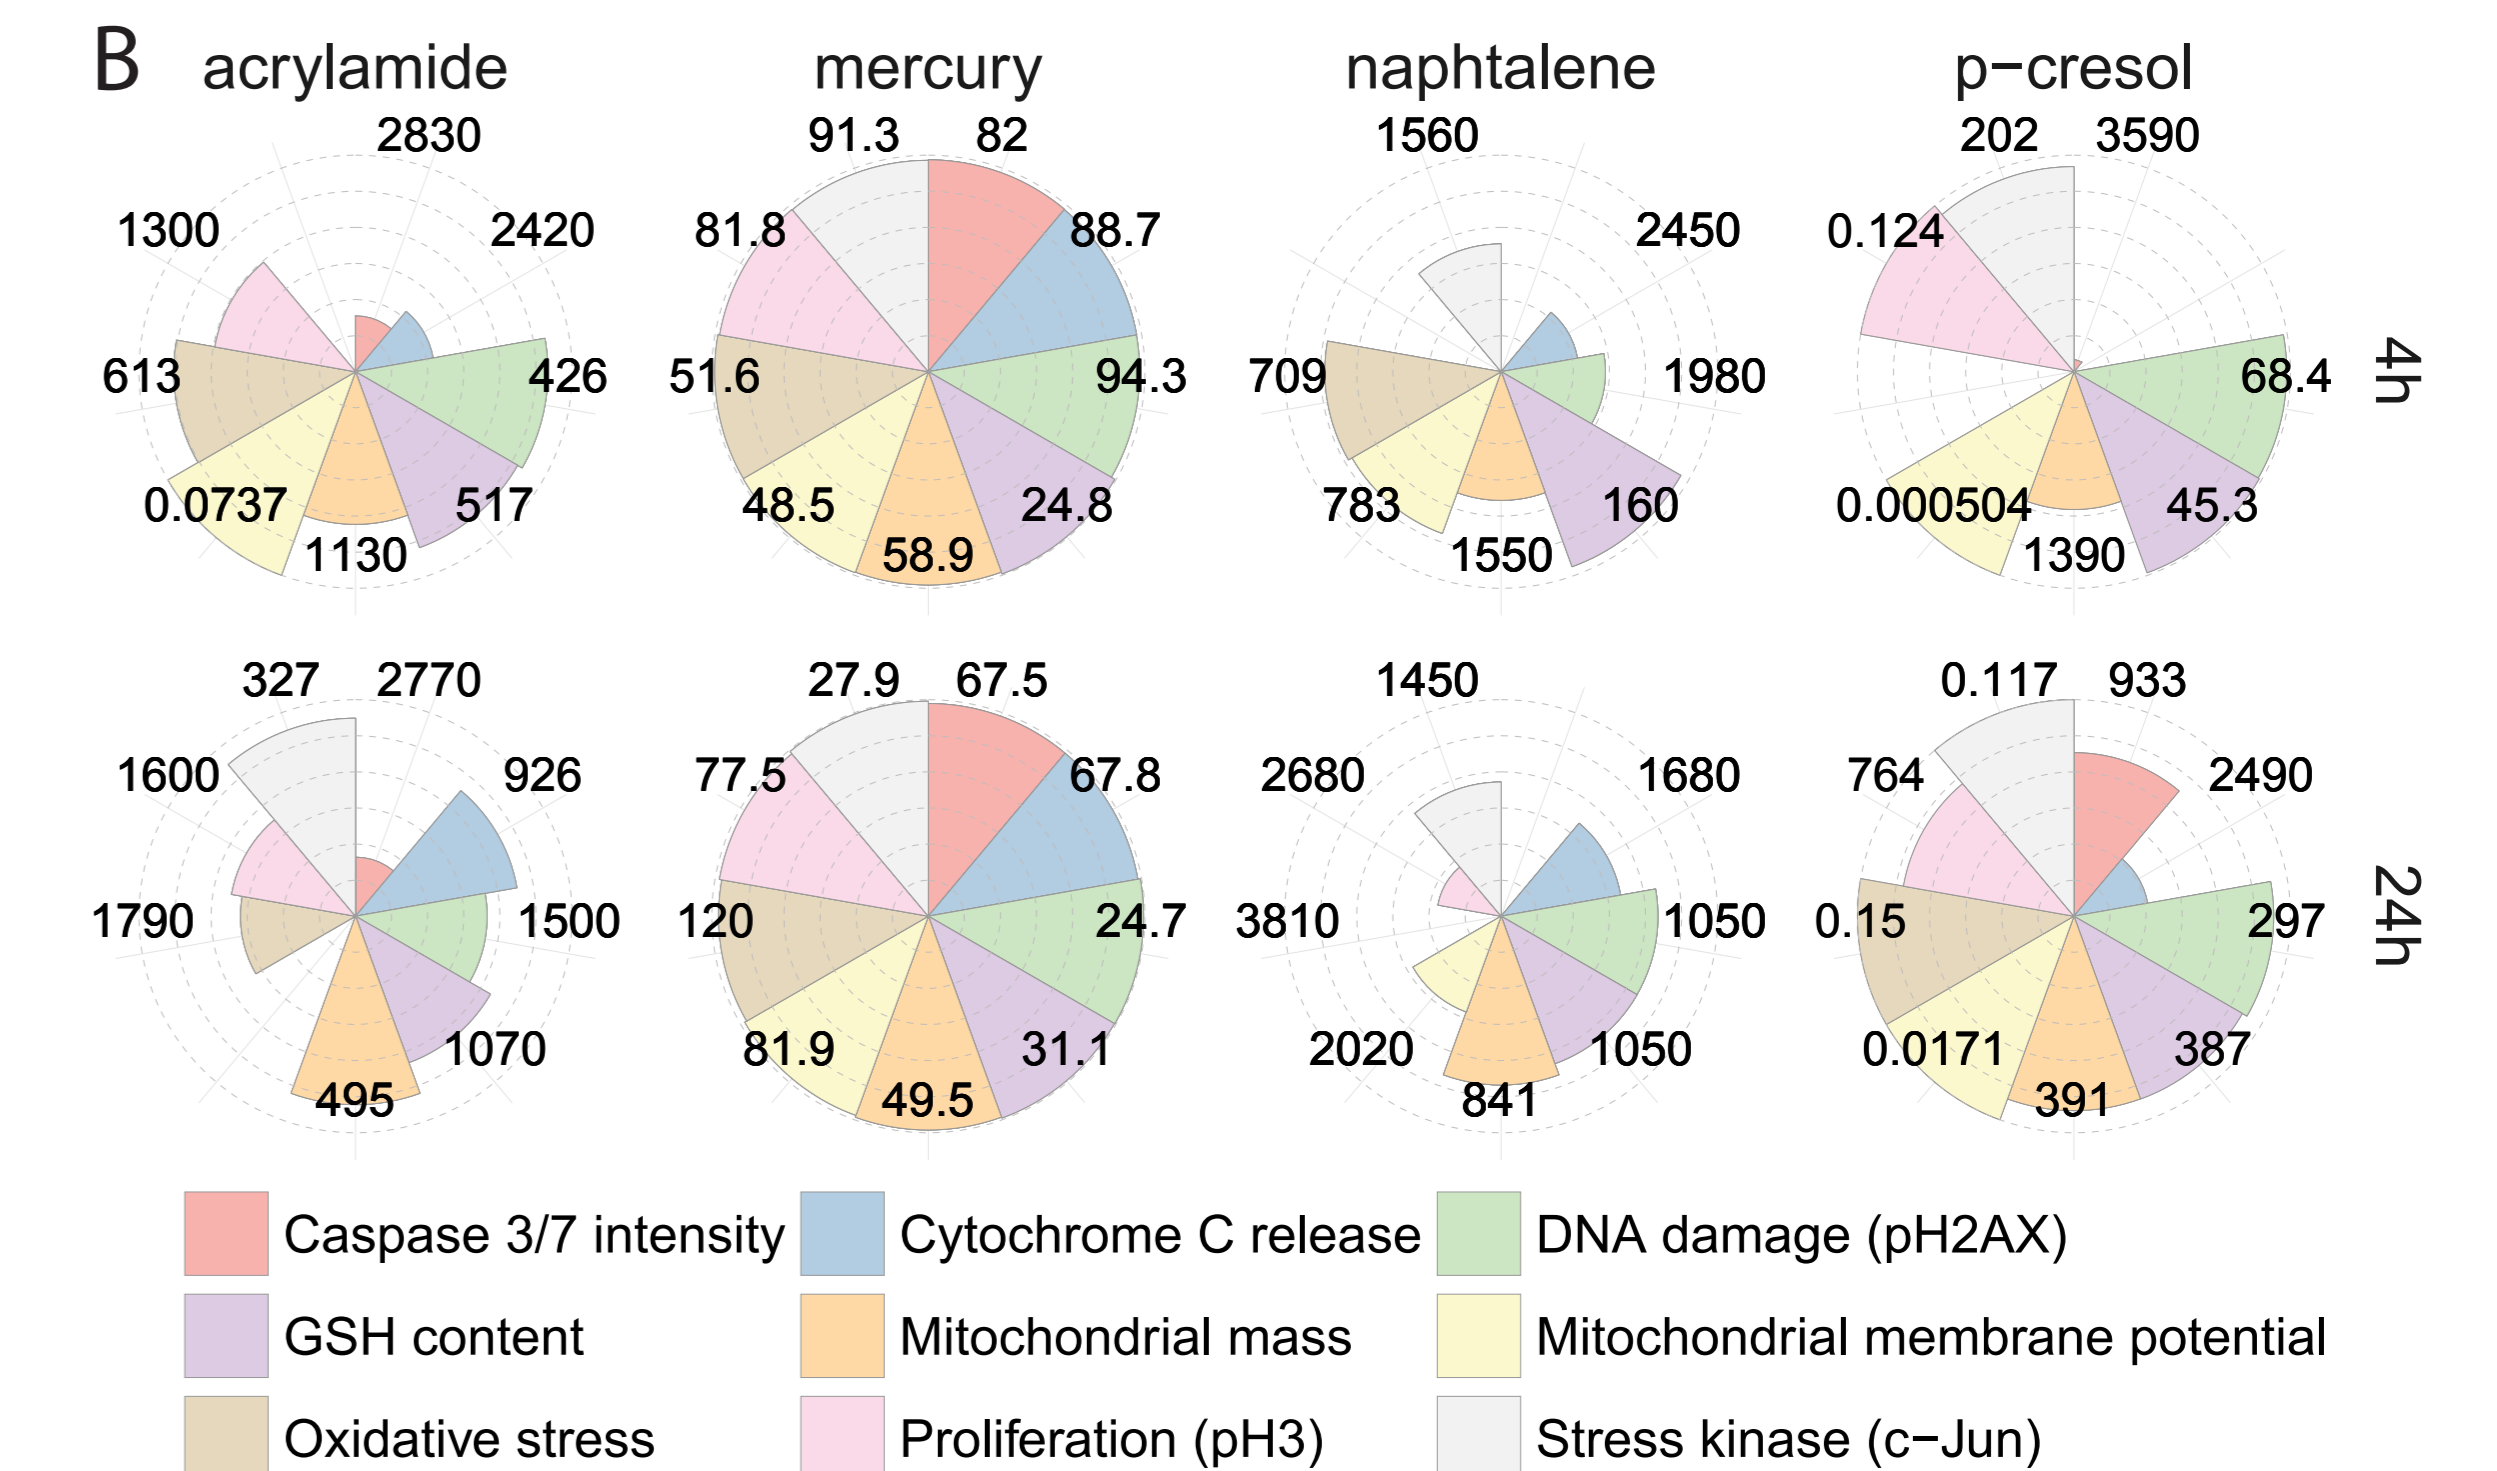 B acrylamide mercury naphtalene p−cresol
2830 91.3 82 1560 202 3590
1300 2420 81.8 88.7 2450 0.124
613 426 51.6 94.3 709 1980 68.4
4h
0.0737 517 48.5 24.8 783 160 0.000504 45.3
1130 58.9 1550 1390
327 2770 27.9 67.5 1450 0.117 933
1600 926 77.5 67.8 2680 1680 764 2490
1790 1500 120 24.7 3810 1050 0.15 297
24h
1070 81.9 31.1 2020 1050 0.0171 387
495 49.5 841 391
Caspase 3/7 intensity Cytochrome C release DNA damage (pH2AX)
GSH content Mitochondrial mass Mitochondrial membrane potential
Oxidative stress Proliferation (pH3) Stress kinase (c−Jun)